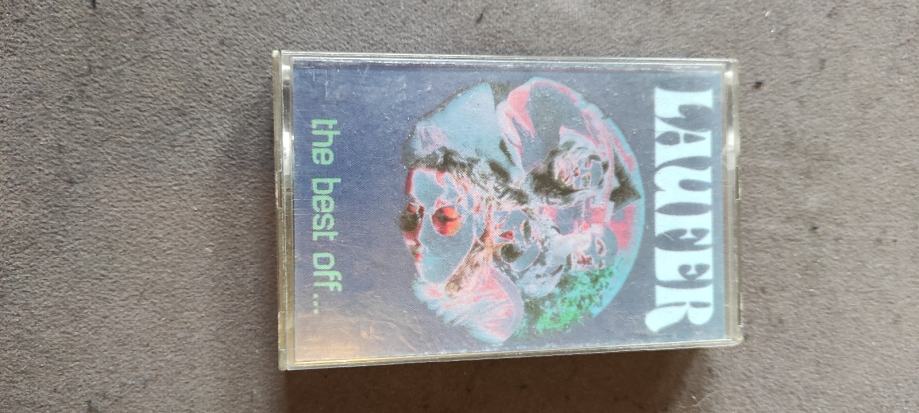 LAUFER
the best off...